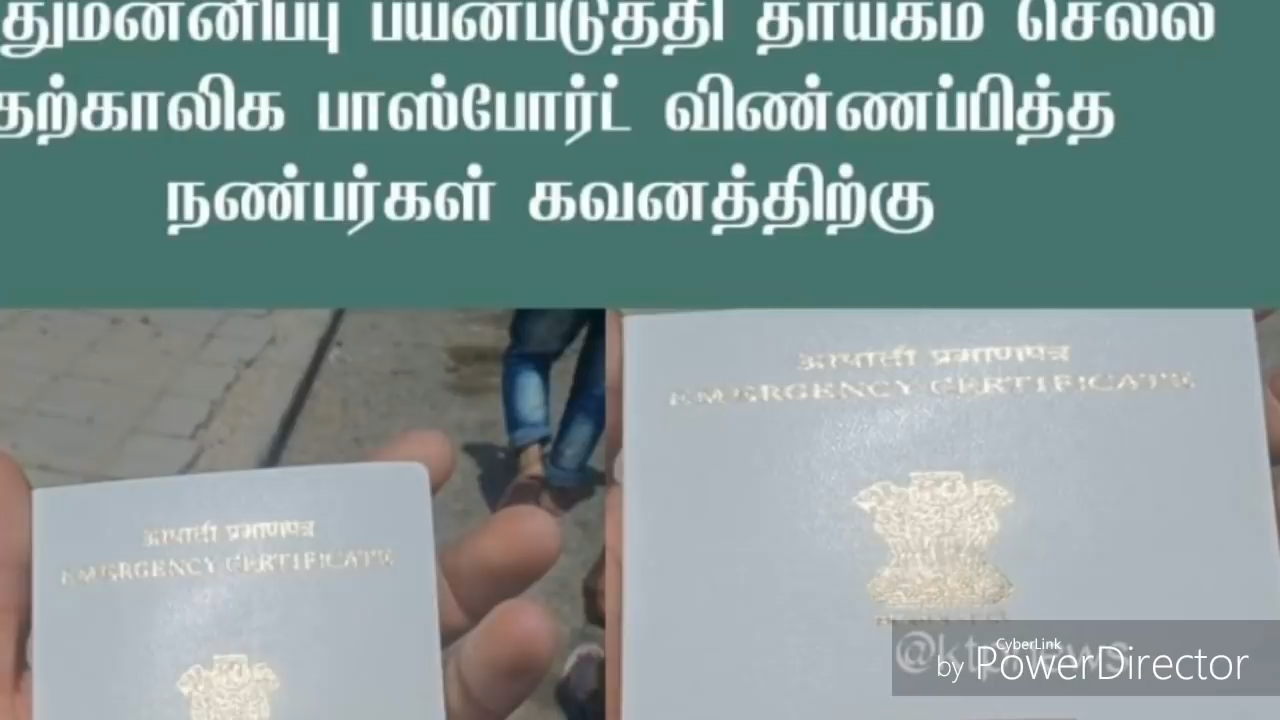 துமன்னிப்பு பயன்படுத்தி தாயகம் செல்ல
தற்காலிக பாஸ்போர்ட் விண்ணப்பித்த
நண்பர்கள் கவனத்திற்கு
आपाती प्रमाणपत्र
EMERGENCY CERTIFICATE
आपाती प्रमाणपत्र
EMERGENCY CERTIFICATE
CyberLink
by PowerDirector